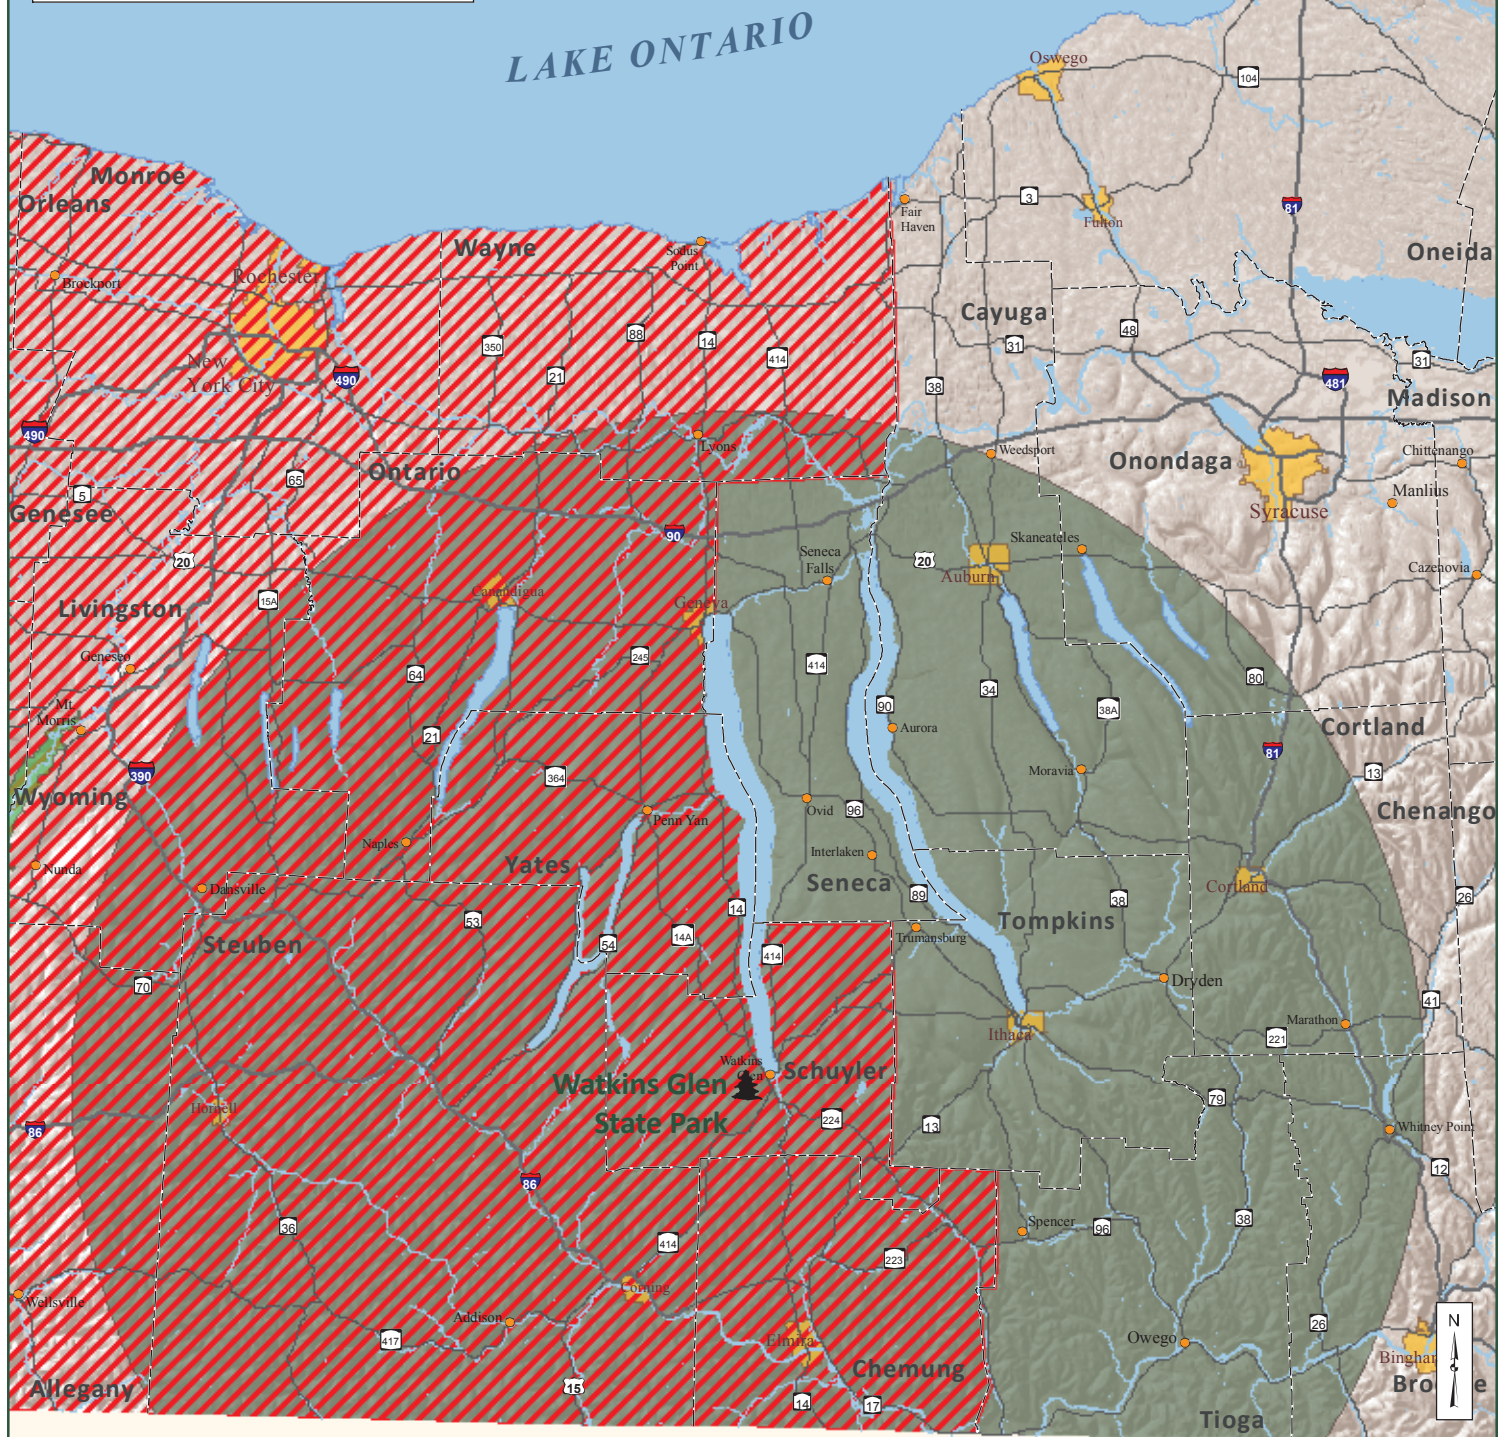 LAKE ONTARIO
Oswego
104
Monroe
Orleans
3
81
Fair
Haven
Fulton
Wayne
Sodus
Point
Oneida
Rochester
Brockport
Cayuga
48
350
88
14
31
414
31
New
York City
490
21
38
481
Madison
490
Lyons
Weedsport
Onondaga
Chittenango
Ontario
65
5
Manlius
Genesee
Syracuse
90
Skaneateles
20
Seneca
Falls
20
Auburn
Cazenovia
Canandigua
15A
Geneva
Livingston
Geneseo
245
414
64
34
80
Mt.
Morris
90
38A
21
Aurora
Cortland
81
390
364
Moravia
13
Wyoming
Ovid
96
Chenango
Penn Yan
Naples
Interlaken
Nunda
Yates
Seneca
Dansville
89
Cortland
26
14
38
53
Tompkins
Steuben
54
14A
Trumansburg
414
70
Dryden
41
Marathon
Ithaca
221
Watkins
Glen
Schuyler
Watkins Glen
State Park
79
Hornell
224
13
86
Whitney Point
12
86
36
Spencer
96
38
414
223
Corning
Wellsville
Addison
26
N
417
Elmira
Owego
Binghar
Allegany
15
Chemung
14
17
Tioga